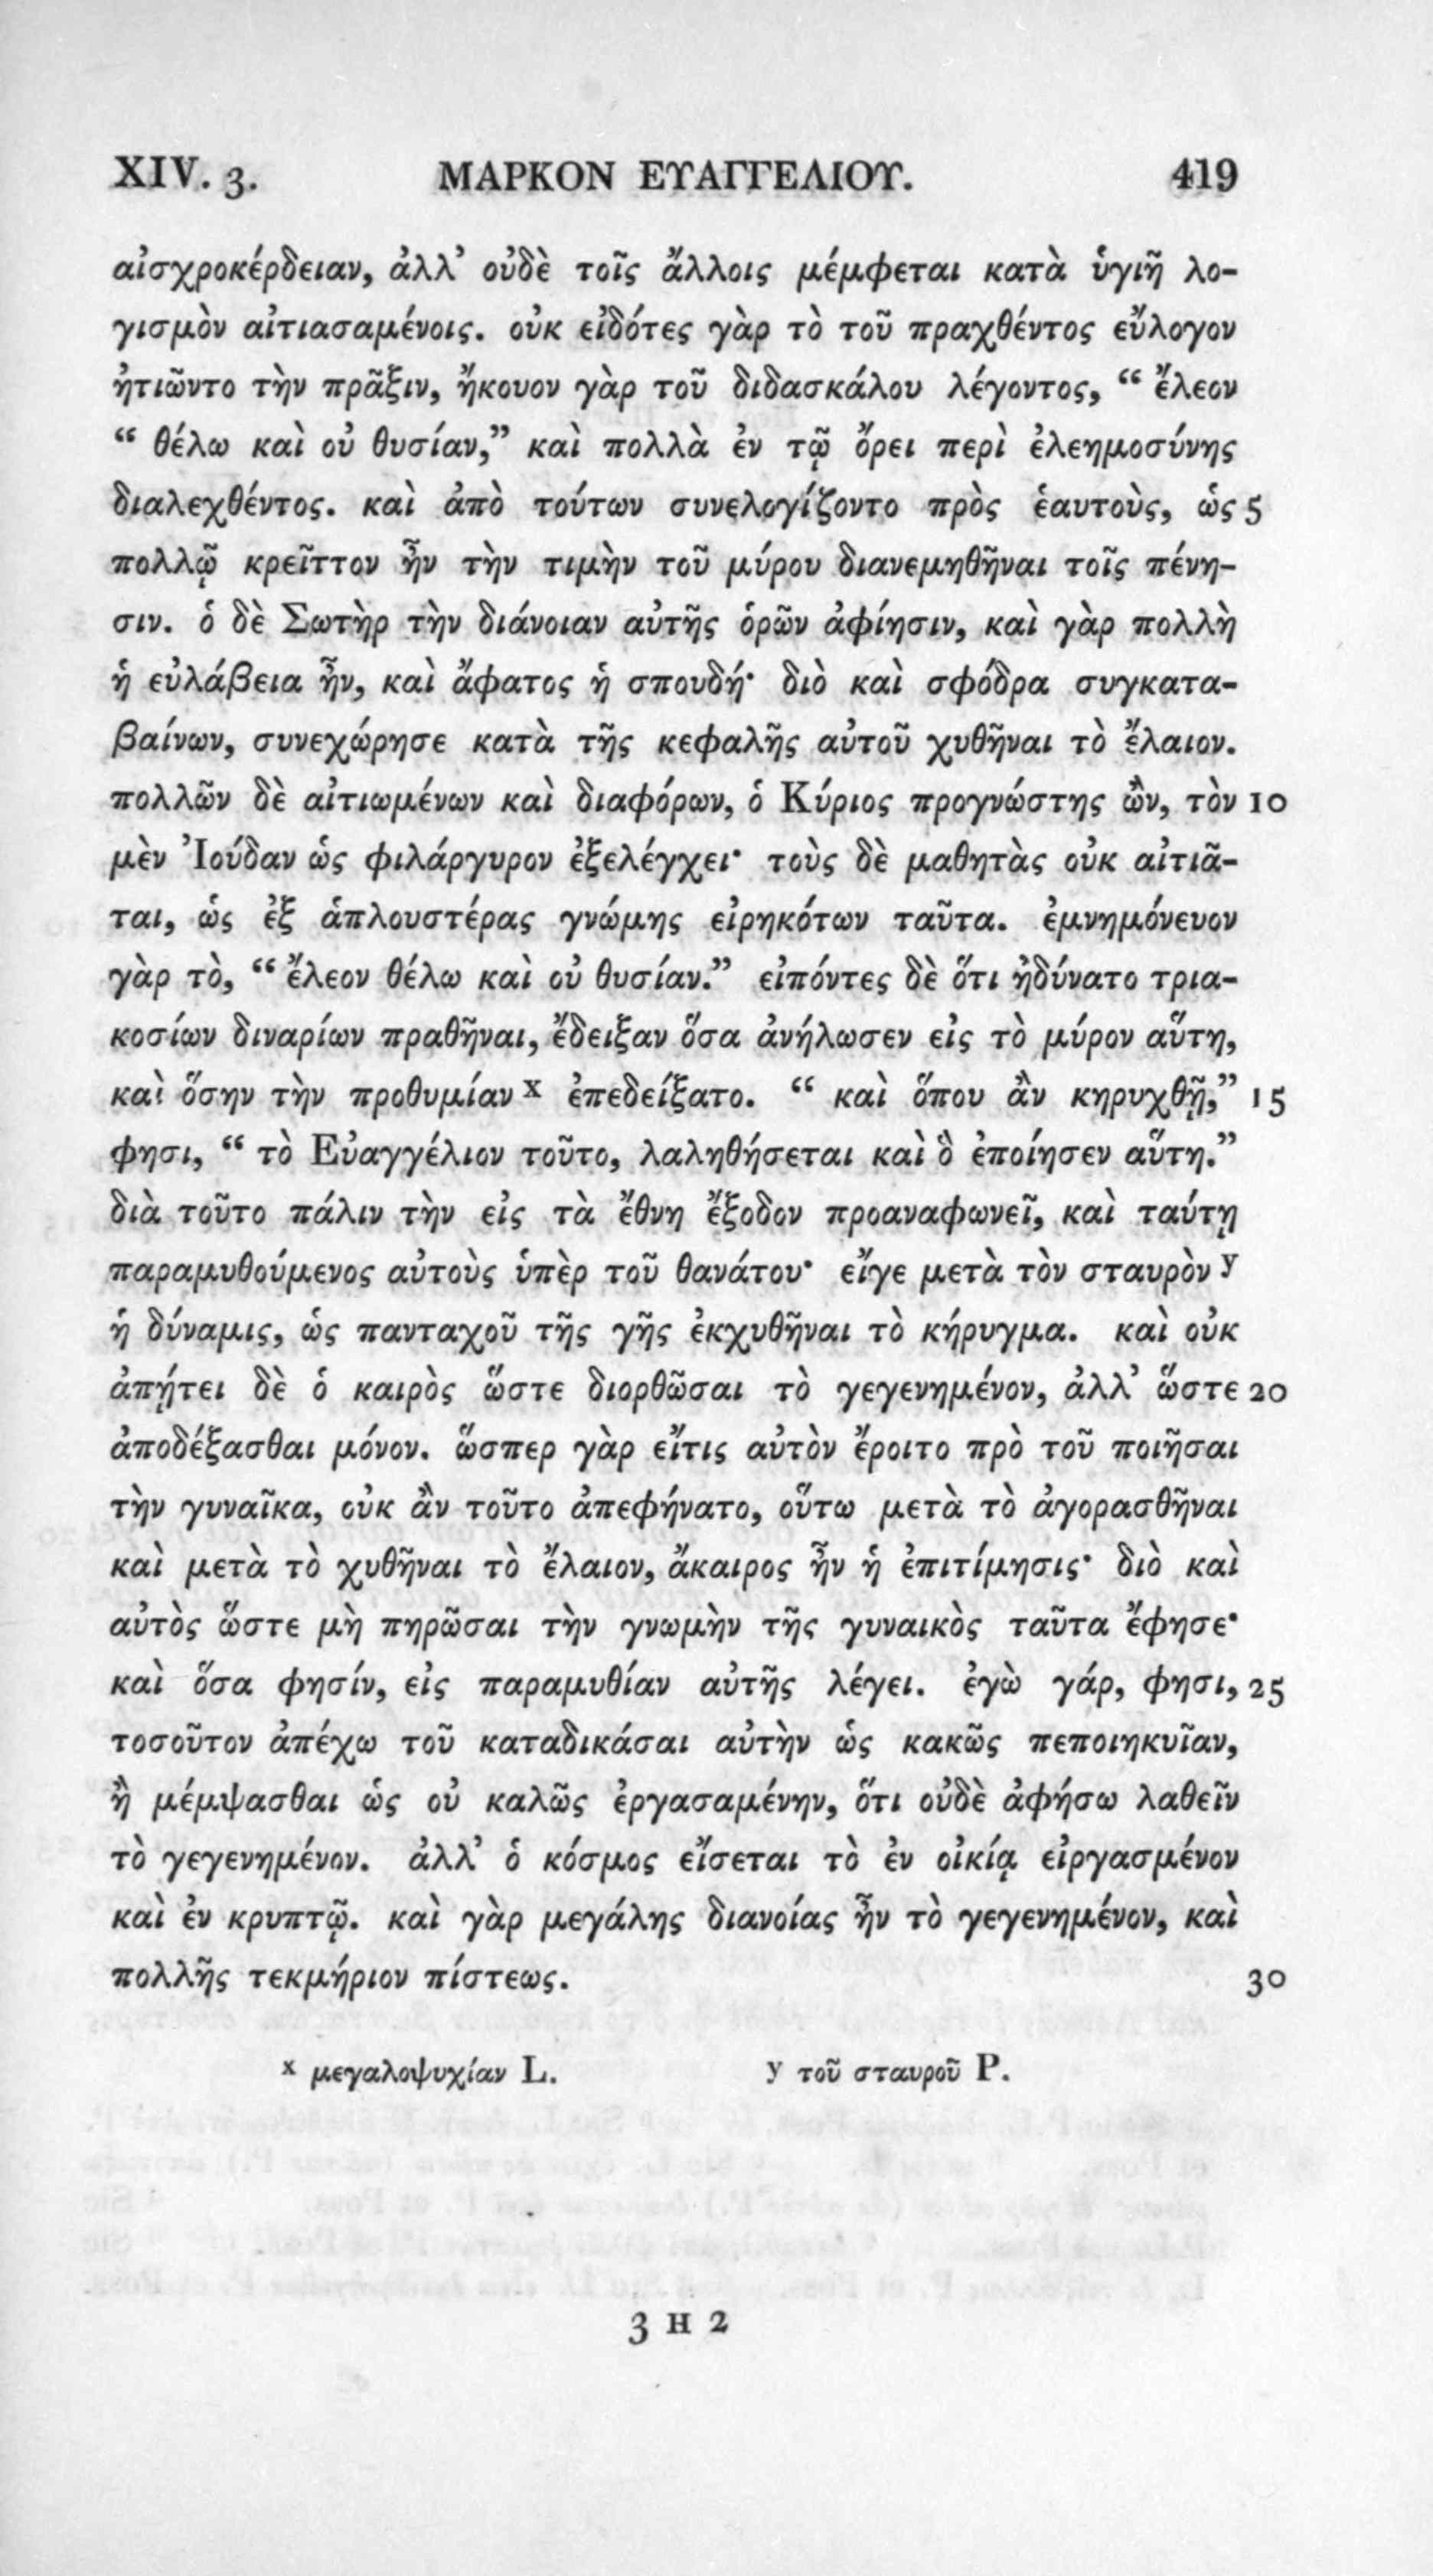 XIV. 3. ΜΑΡΚΟΝ ΕΥΑΓΓΕΛΙΟΥ. 419
αἰσχροκέρδειαν, ἀλλ’ οὐδὲ τοῖς ἄλλοις μέμφεται κατὰ ὑγιῆ λο-
γισμὸν αἰτιασαμένοις. οὐκ εἰδότες γὰρ τὸ τοῦ πραχθέντος εὔλογον
ᾐτιῶντο τὴν πρᾶξιν, ἤκουον γὰρ τοῦ διδασκάλου λέγοντος, “ ἔλεον
“ θέλω καὶ οὐ θυσίαν,” καὶ πολλὰ ἐν τῷ ὄρει περὶ ἐλεημοσύνης
διαλεχθέντος. καὶ ἀπὸ τούτων συνελογίζοντο πρὸς ἑαυτοὺς, ὡς 5
πολλῷ κρεῖττον ἦν τὴν τιμὴν τοῦ μύρου διανεμηθῆναι τοῖς πένη-
σιν. ὁ δὲ Σωτὴρ τὴν διάνοιαν αὐτῆς ὁρῶν ἀφίησιν, καὶ γὰρ πολλὴ
ἡ εὐλάβεια ἦν, καὶ ἄφατος ἡ σπουδή· διὸ καὶ σφόδρα συγκατα-
βαίνων, συνεχώρησε κατὰ τῆς κεφαλῆς αὐτοῦ χυθῆναι τὸ ἔλαιον.
πολλῶν δὲ αἰτιωμένων καὶ διαφόρων, ὁ Κύριος προγνώστης ὢν, τὸν 10
μὲν Ἰούδαν ὡς φιλάργυρον ἐξελέγχει· τοὺς δὲ μαθητὰς οὐκ αἰτιᾶ-
ται, ὡς ἐξ ἁπλουστέρας γνώμης εἰρηκότων ταῦτα. ἐμνημόνευον
γὰρ τὸ, “ ἔλεον θέλω καὶ οὐ θυσίαν.” εἰπόντες δὲ ὅτι ἠδύνατο τρια-
κοσίων διναρίων πραθῆναι, ἔδειξαν ὅσα ἀνήλωσεν εἰς τὸ μύρον αὕτη,
καὶ ὅσην τὴν προθυμίαν x ἐπεδείξατο. “ καὶ ὅπου ἂν κηρυχθῇ,” 15
φησι, “ τὸ Εὐαγγέλιον τοῦτο, λαληθήσεται καὶ ὃ ἐποίησεν αὕτη.”
διὰ τοῦτο πάλιν τὴν εἰς τὰ ἔθνη ἔξοδον προαναφωνεῖ, καὶ ταύτῃ
παραμυθούμενος αὐτοὺς ὑπὲρ τοῦ θανάτου· εἴγε μετὰ τὸν σταυρὸν y
ἡ δύναμις, ὡς πανταχοῦ τῆς γῆς ἐκχυθῆναι τὸ κήρυγμα. καὶ οὐκ
ἀπῄτει δὲ ὁ καιρὸς ὥστε διορθῶσαι τὸ γεγενημένον, ἀλλ’ ὥστε 20
ἀποδέξασθαι μόνον. ὥσπερ γὰρ εἴτις αὐτὸν ἔροιτο πρὸ τοῦ ποιῆσαι
τὴν γυναῖκα, οὐκ ἂν τοῦτο ἀπεφήνατο, οὕτω μετὰ τὸ ἀγορασθῆναι
καὶ μετὰ τὸ χυθῆναι τὸ ἔλαιον, ἄκαιρος ἦν ἡ ἐπιτίμησις· διὸ καὶ
αὐτὸς ὥστε μὴ πηρῶσαι τὴν γνωμὴν τῆς γυναικὸς ταῦτα ἔφησε·
καὶ ὅσα φησίν, εἰς παραμυθίαν αὐτῆς λέγει. ἐγὼ γάρ, φησι, 25
τοσοῦτον ἀπέχω τοῦ καταδικάσαι αὐτὴν ὡς κακῶς πεποιηκυῖαν,
ἢ μέμψασθαι ὡς οὐ καλῶς ἐργασαμένην, ὅτι οὐδὲ ἀφήσω λαθεῖν
τὸ γεγενημένον. ἀλλ’ ὁ κόσμος εἴσεται τὸ ἐν οἰκίᾳ εἰργασμένον
καὶ ἐν κρυπτῷ. καὶ γὰρ μεγάλης διανοίας ἦν τὸ γεγενημένον, καὶ
πολλῆς τεκμήριον πίστεως. 30
x μεγαλοψυχίαν L. y τοῦ σταυροῦ P.
3 H 2